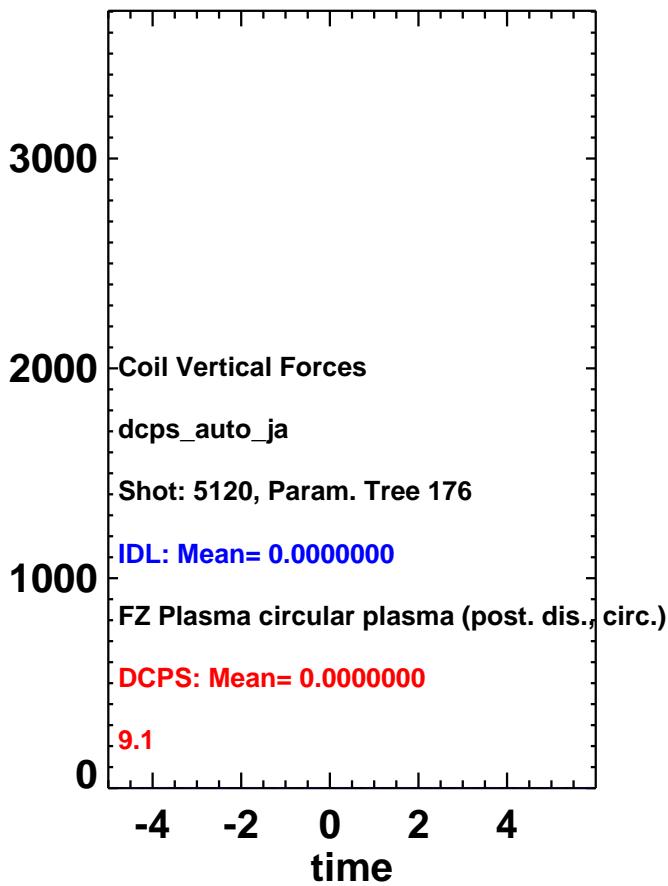 3000
2000
Coil Vertical Forces
dcps_auto_ja
Shot: 5120, Param. Tree 176
IDL: Mean= 0.0000000
1000
FZ Plasma circular plasma (post. dis., circ.)
DCPS: Mean= 0.0000000
9.1
0
-4 -2 0 2 4
time